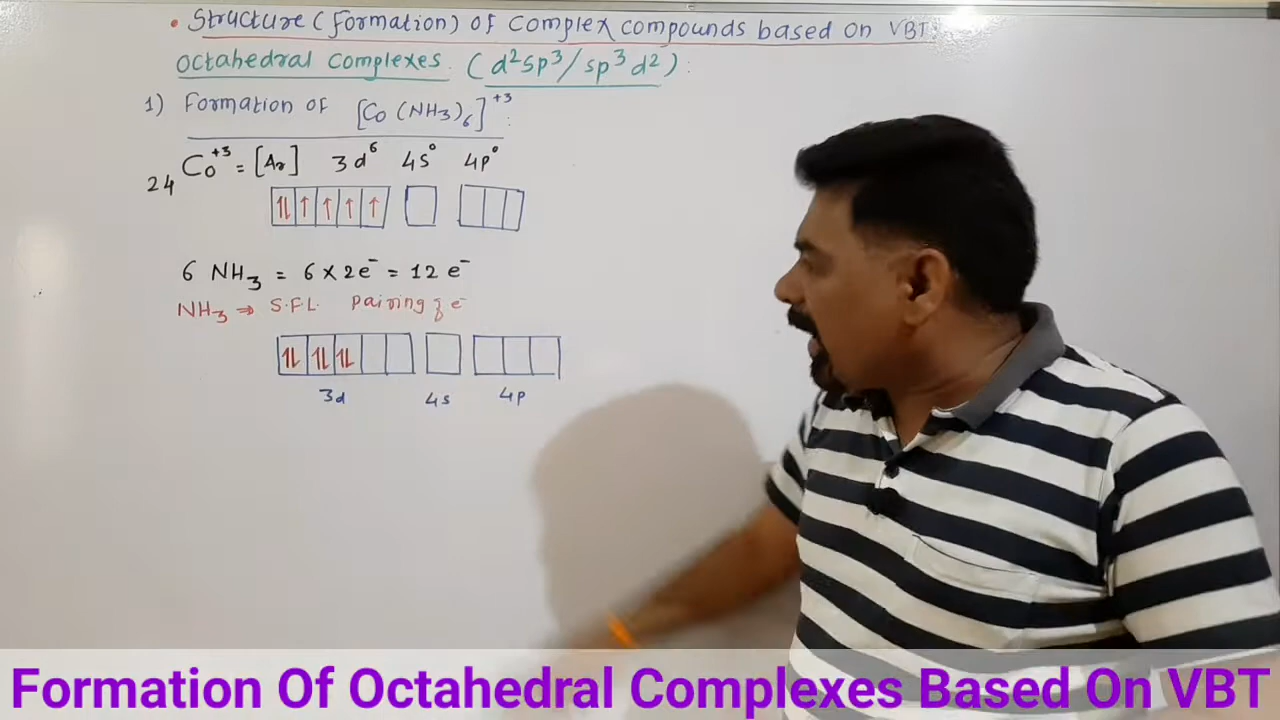 • Structure (formation) of Complex compounds based on VBT:
octahedral complexes. (d²sp³/sp³d²):
1) Formation of [Co(NH3)6]⁺³:
24 Co⁺³ = [Ar] 3d⁶ 4s⁰ 4p⁰
6 NH3 = 6 × 2e⁻ = 12 e⁻
NH3 ⇒ S.F.L. pairing of e⁻
3d 4s 4p
Formation Of Octahedral Complexes Based On VBT